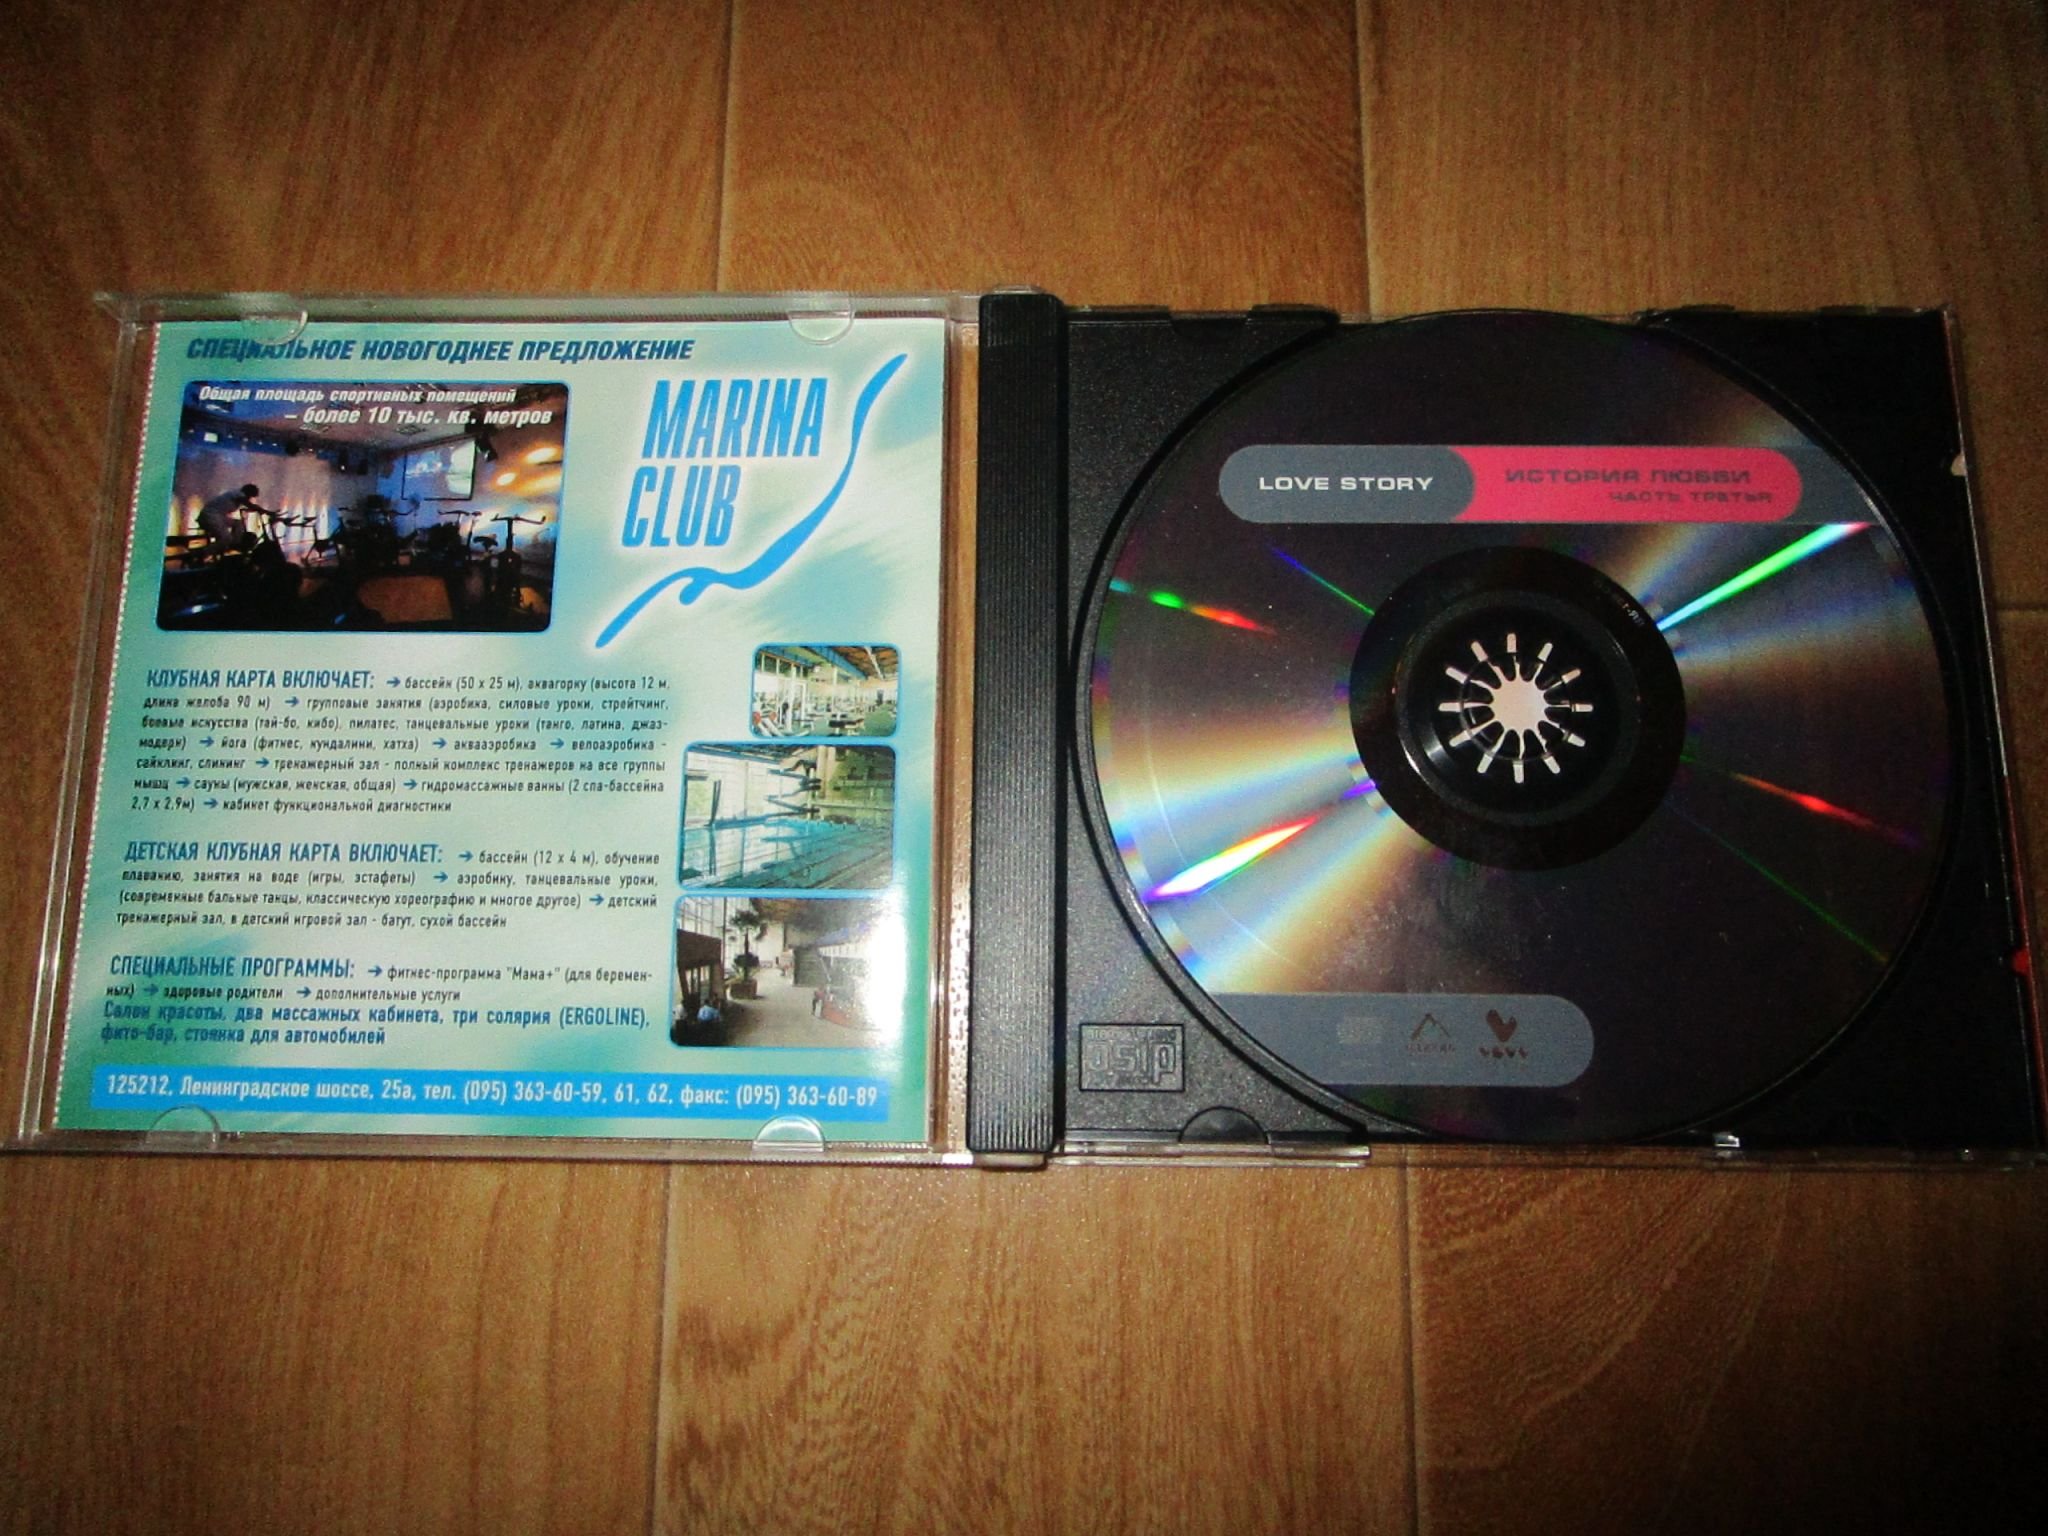 СПЕЦИАЛЬНОЕ НОВОГОДНЕЕ ПРЕДЛОЖЕНИЕ
Общая площадь спортивных помещений
– более 10 тыс. кв. метров
MARINA
CLUB
КЛУБНАЯ КАРТА ВКЛЮЧАЕТ: ➔ бассейн (50 х 25 м), аквагорку (высота 12 м,
длина желоба 90 м) ➔ групповые занятия (аэробика, силовые уроки, стрейтчинг,
боевые искусства (тай-бо, кибо), пилатес, танцевальные уроки (танго, латина, джаз-
модерн) ➔ йога (фитнес, кундалини, хатха) ➔ аквааэробика ➔ велоаэробика -
сайклинг, слининг ➔ тренажерный зал - полный комплекс тренажеров на все группы
мышц ➔ сауны (мужская, женская, общая) ➔ гидромассажные ванны (2 спа-бассейна
2,7 х 2,9м) ➔ кабинет функциональной диагностики
ДЕТСКАЯ КЛУБНАЯ КАРТА ВКЛЮЧАЕТ: ➔ бассейн (12 х 4 м), обучение
плаванию, занятия на воде (игры, эстафеты) ➔ аэробику, танцевальные уроки,
(современные бальные танцы, классическую хореографию и многое другое) ➔ детский
тренажерный зал, в детский игровой зал - батут, сухой бассейн
СПЕЦИАЛЬНЫЕ ПРОГРАММЫ: ➔ фитнес-программа "Мама+" (для беремен-
ных) ➔ здоровые родители ➔ дополнительные услуги
Салон красоты, два массажных кабинета, три солярия (ERGOLINE),
фито-бар, стоянка для автомобилей
125212, Ленинградское шоссе, 25а, тел. (095) 363-60-59, 61, 62, факс: (095) 363-60-89
LOVE STORY
ИСТОРИЯ ЛЮБВИ
ЧАСТЬ ТРЕТЬЯ
disc